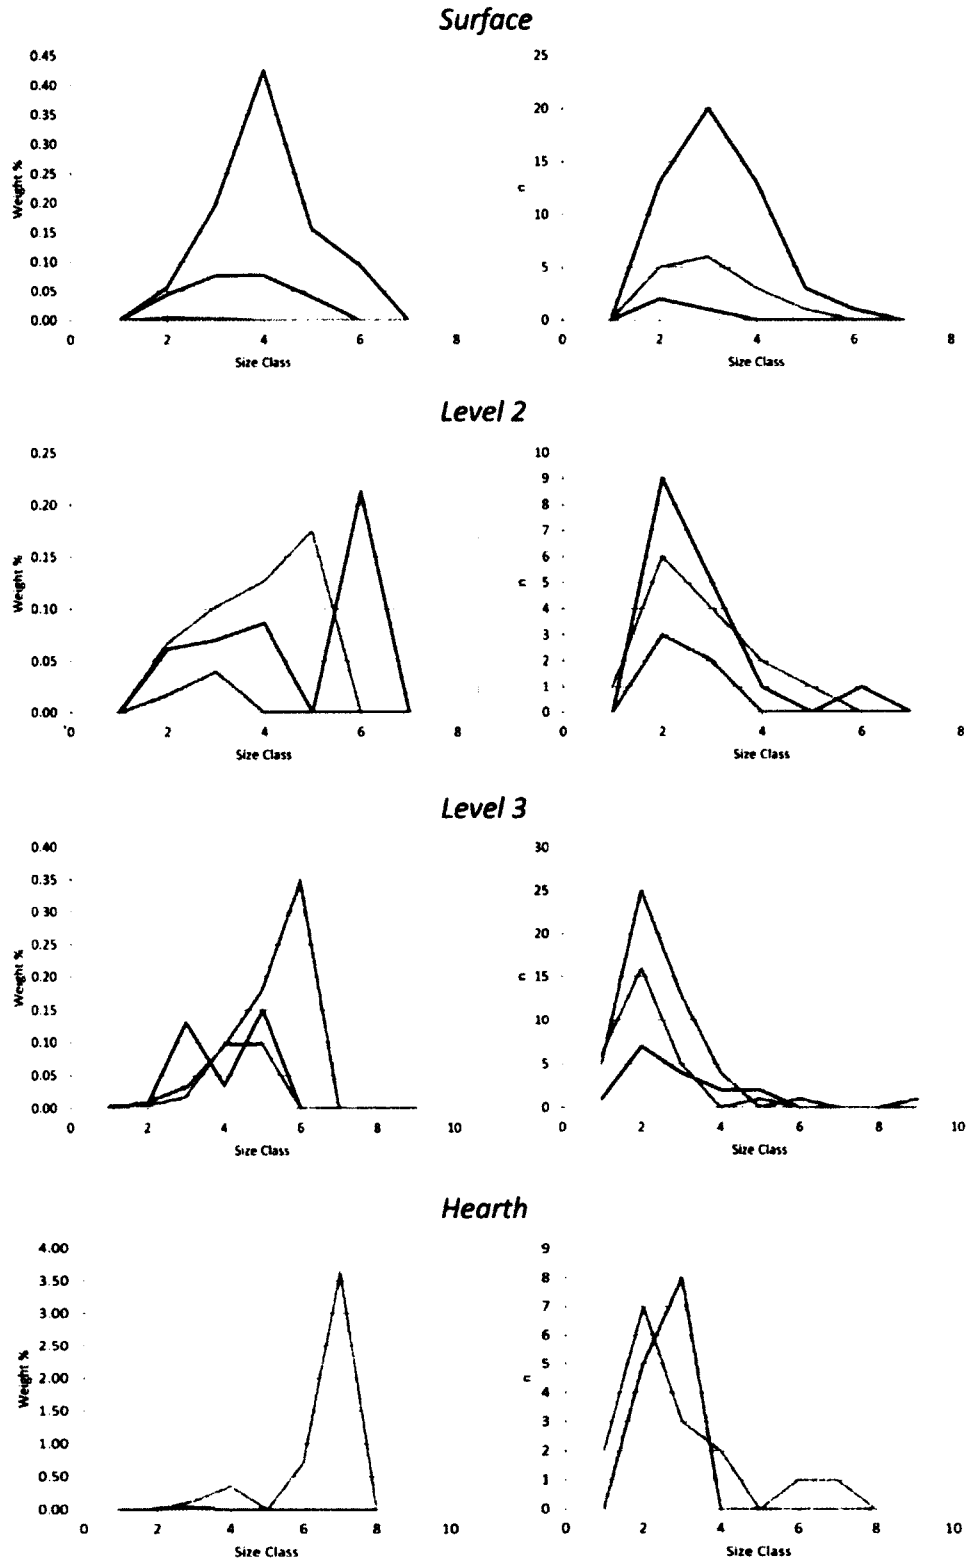 Surface
0.45
0.40
0.35
0.30
0.25
0.20
0.15
0.10
0.05
0.00
Weight %
0 2 4 6 8
Size Class
25
20
15
10
5
0
n
0 2 4 6 8
Size Class
Level 2
0.25
0.20
0.15
0.10
0.05
0.00
Weight %
0 2 4 6 8
Size Class
10
9
8
7
6
5
4
3
2
1
0
n
0 2 4 6 8
Size Class
Level 3
0.40
0.35
0.30
0.25
0.20
0.15
0.10
0.05
0.00
Weight %
0 2 4 6 8 10
Size Class
30
25
20
15
10
5
0
n
0 2 4 6 8 10
Size Class
Hearth
4.00
3.50
3.00
2.50
2.00
1.50
1.00
0.50
0.00
Weight %
0 2 4 6 8 10
Size Class
9
8
7
6
5
4
3
2
1
0
n
0 2 4 6 8 10
Size Class